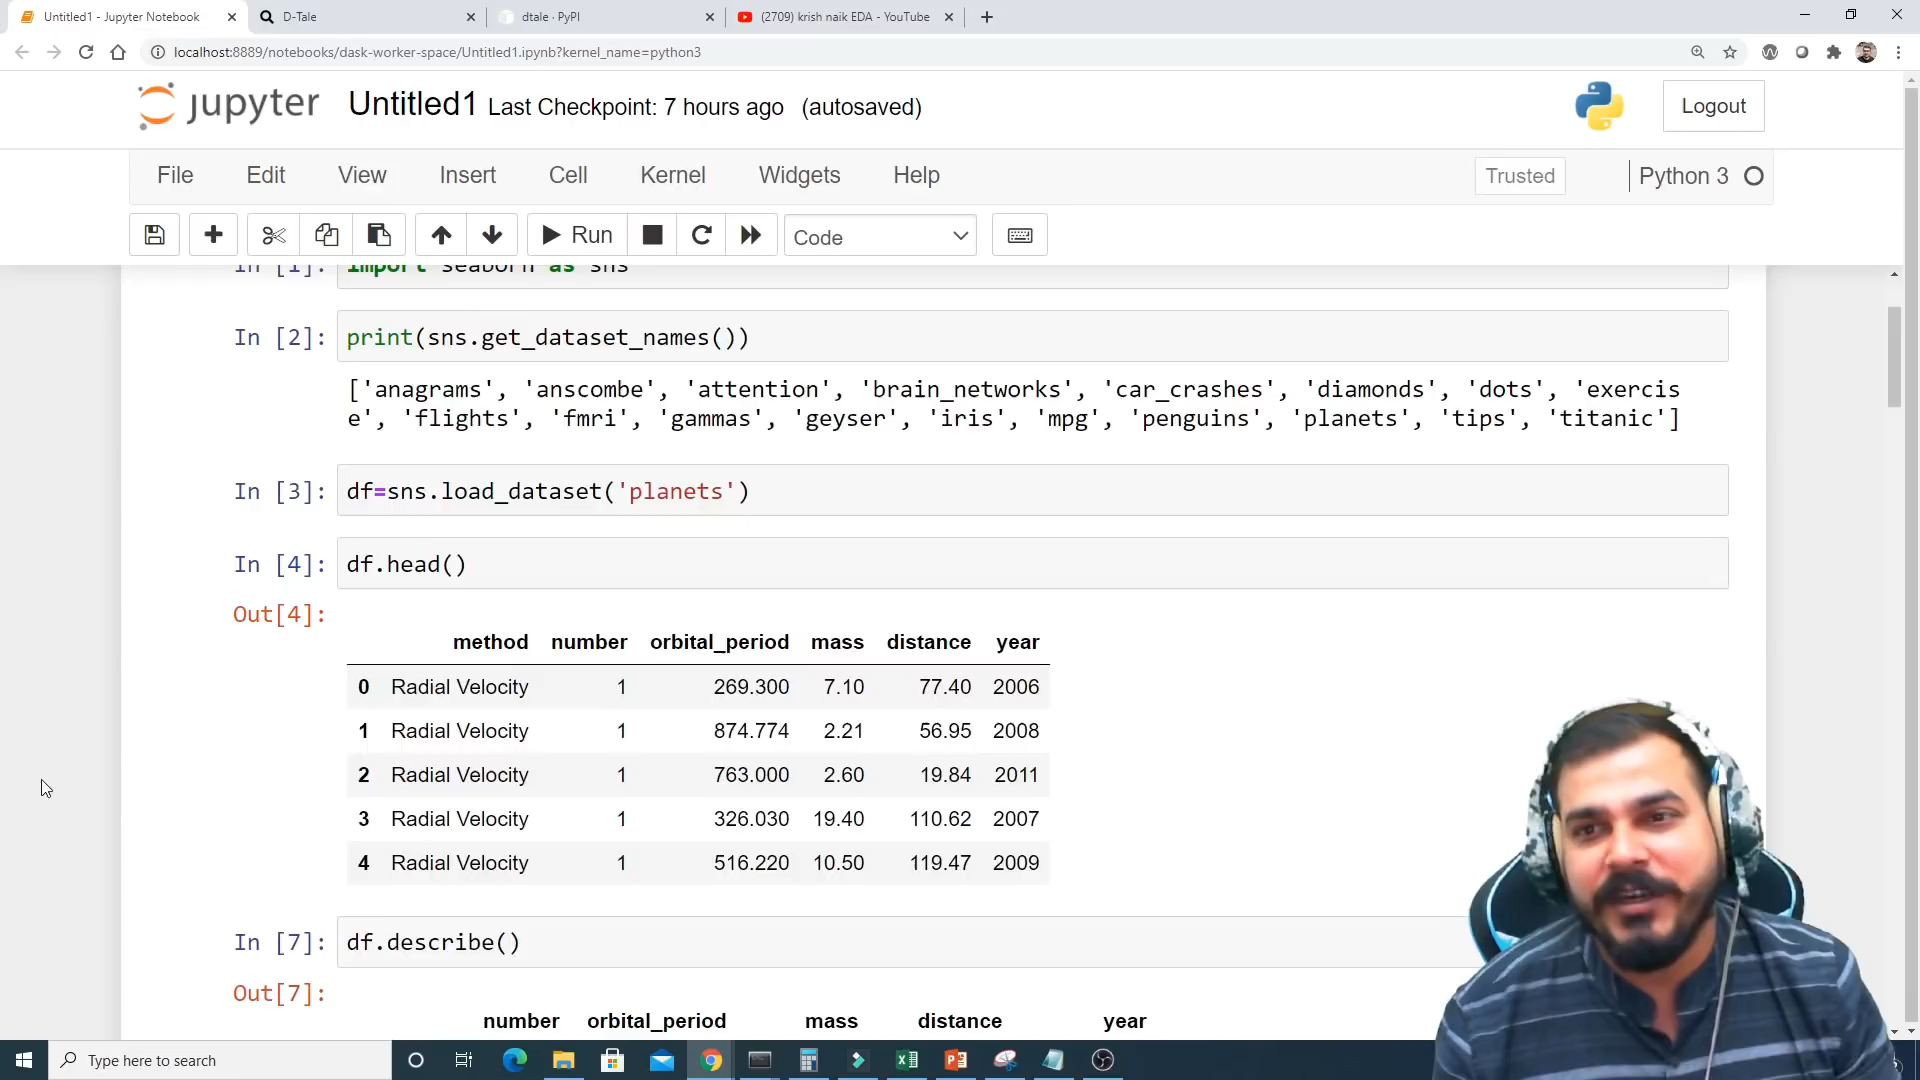 Untitled1 - Jupyter Notebook
D-Tale
dtale · PyPI
(2709) krish naik EDA - YouTube
localhost:8889/notebooks/dask-worker-space/Untitled1.ipynb?kernel_name=python3
jupyter Untitled1 Last Checkpoint: 7 hours ago (autosaved)
Logout
File Edit View Insert Cell Kernel Widgets Help
Trusted
Python 3
Run
Code
In [1]: import seaborn as sns
In [2]: print(sns.get_dataset_names())
['anagrams', 'anscombe', 'attention', 'brain_networks', 'car_crashes', 'diamonds', 'dots', 'exercis
e', 'flights', 'fmri', 'gammas', 'geyser', 'iris', 'mpg', 'penguins', 'planets', 'tips', 'titanic']
In [3]: df=sns.load_dataset('planets')
In [4]: df.head()
Out[4]:
method number orbital_period mass distance year
0 Radial Velocity 1 269.300 7.10 77.40 2006
1 Radial Velocity 1 874.774 2.21 56.95 2008
2 Radial Velocity 1 763.000 2.60 19.84 2011
3 Radial Velocity 1 326.030 19.40 110.62 2007
4 Radial Velocity 1 516.220 10.50 119.47 2009
In [7]: df.describe()
Out[7]:
number orbital_period mass distance year
Type here to search